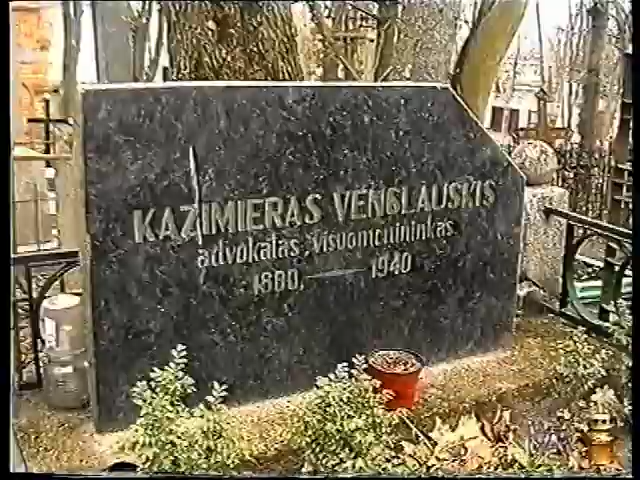 KAZIMIERAS VENCLAUSKIS
advokatas, visuomenininkas
1880. — 1940